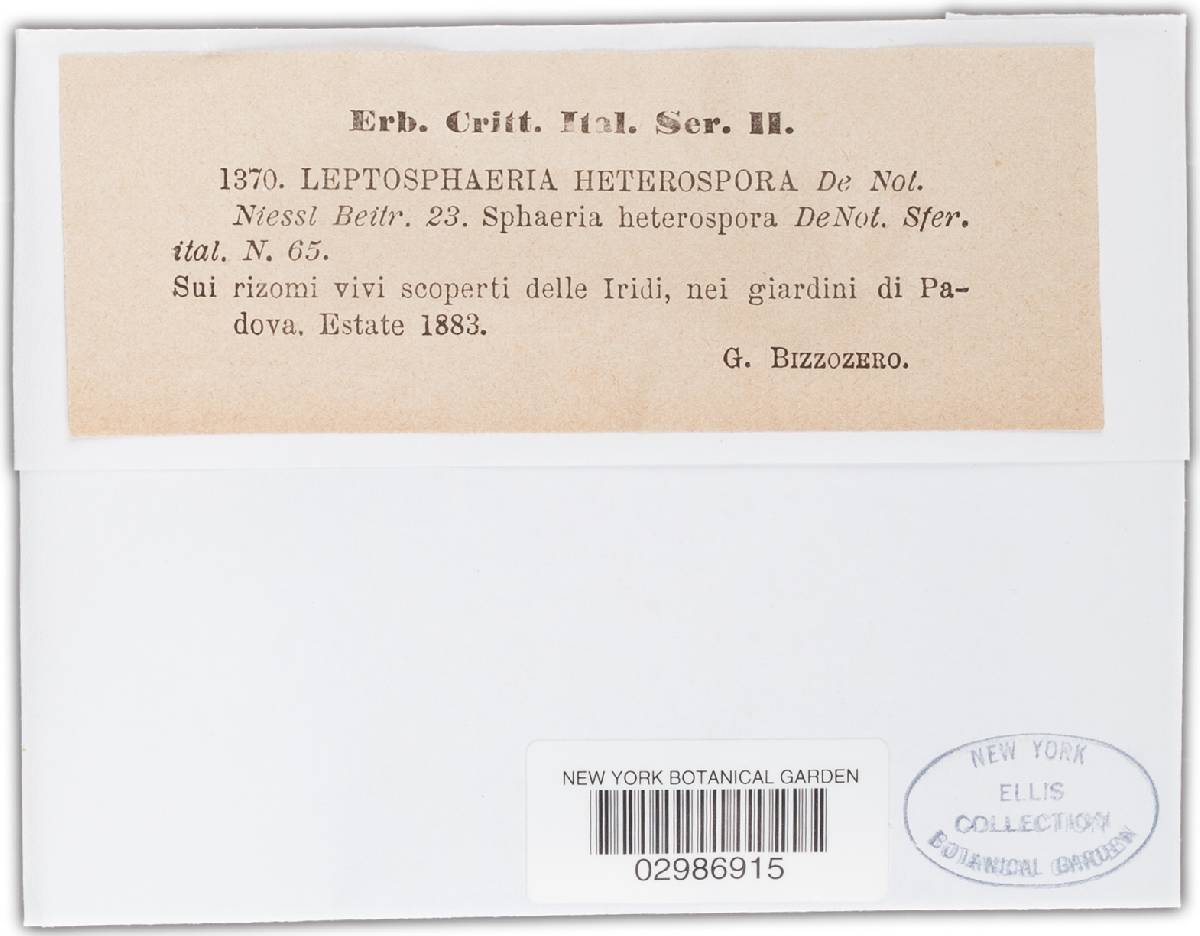 Erb. Critt. Ital. Ser. II.
1370. LEPTOSPHAERIA HETEROSPORA De Not.
Niessl Beitr. 23. Sphaeria heterospora DeNot. Sfer.
ital. N. 65.
Sui rizomi vivi scoperti delle Iridi, nei giardini di Pa-
dova. Estate 1883.
G. BIZZOZERO.
NEW YORK BOTANICAL GARDEN
02986915
NEW YORK
ELLIS
COLLECTION
BOTANICAL GARDEN